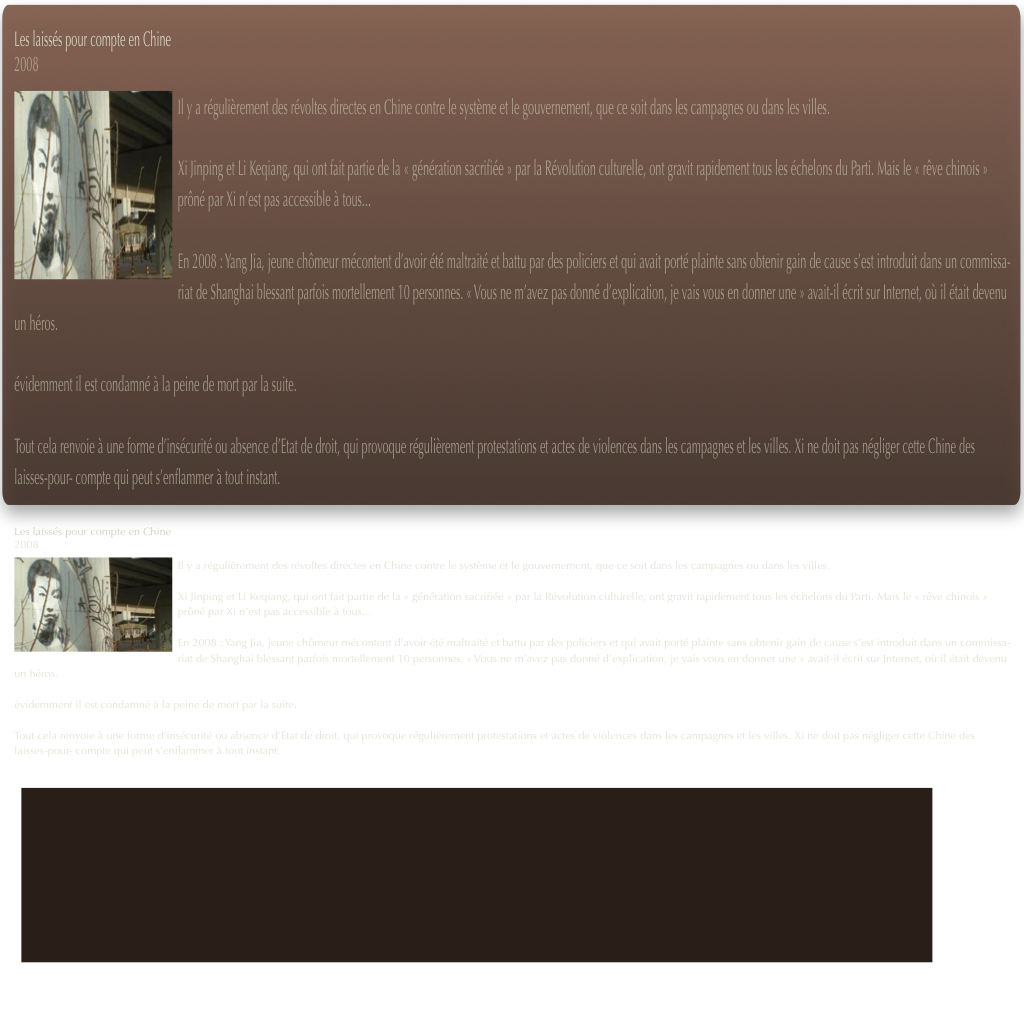 Les laissés pour compte en Chine
2008
Il y a régulièrement des révoltes directes en Chine contre le système et le gouvernement, que ce soit dans les campagnes ou dans les villes.
Xi Jinping et Li Keqiang, qui ont fait partie de la « génération sacrifiée » par la Révolution culturelle, ont gravit rapidement tous les échelons du Parti. Mais le « rêve chinois »
prôné par Xi n’est pas accessible à tous...
En 2008 : Yang Jia, jeune chômeur mécontent d’avoir été maltraité et battu par des policiers et qui avait porté plainte sans obtenir gain de cause s’est introduit dans un commissa-
riat de Shanghai blessant parfois mortellement 10 personnes. « Vous ne m’avez pas donné d’explication, je vais vous en donner une » avait-il écrit sur Internet, où il était devenu
un héros.
évidemment il est condamné à la peine de mort par la suite.
Tout cela renvoie à une forme d’insécurité ou absence d’Etat de droit, qui provoque régulièrement protestations et actes de violences dans les campagnes et les villes. Xi ne doit pas négliger cette Chine des
laisses-pour- compte qui peut s’enflammer à tout instant.
Les laissés pour compte en Chine
2008
Il y a régulièrement des révoltes directes en Chine contre le système et le gouvernement, que ce soit dans les campagnes ou dans les villes.
Xi Jinping et Li Keqiang, qui ont fait partie de la « génération sacrifiée » par la Révolution culturelle, ont gravit rapidement tous les échelons du Parti. Mais le « rêve chinois »
prôné par Xi n’est pas accessible à tous...
En 2008 : Yang Jia, jeune chômeur mécontent d’avoir été maltraité et battu par des policiers et qui avait porté plainte sans obtenir gain de cause s’est introduit dans un commissa-
riat de Shanghai blessant parfois mortellement 10 personnes. « Vous ne m’avez pas donné d’explication, je vais vous en donner une » avait-il écrit sur Internet, où il était devenu
un héros.
évidemment il est condamné à la peine de mort par la suite.
Tout cela renvoie à une forme d’insécurité ou absence d’Etat de droit, qui provoque régulièrement protestations et actes de violences dans les campagnes et les villes. Xi ne doit pas négliger cette Chine des
laisses-pour- compte qui peut s’enflammer à tout instant.